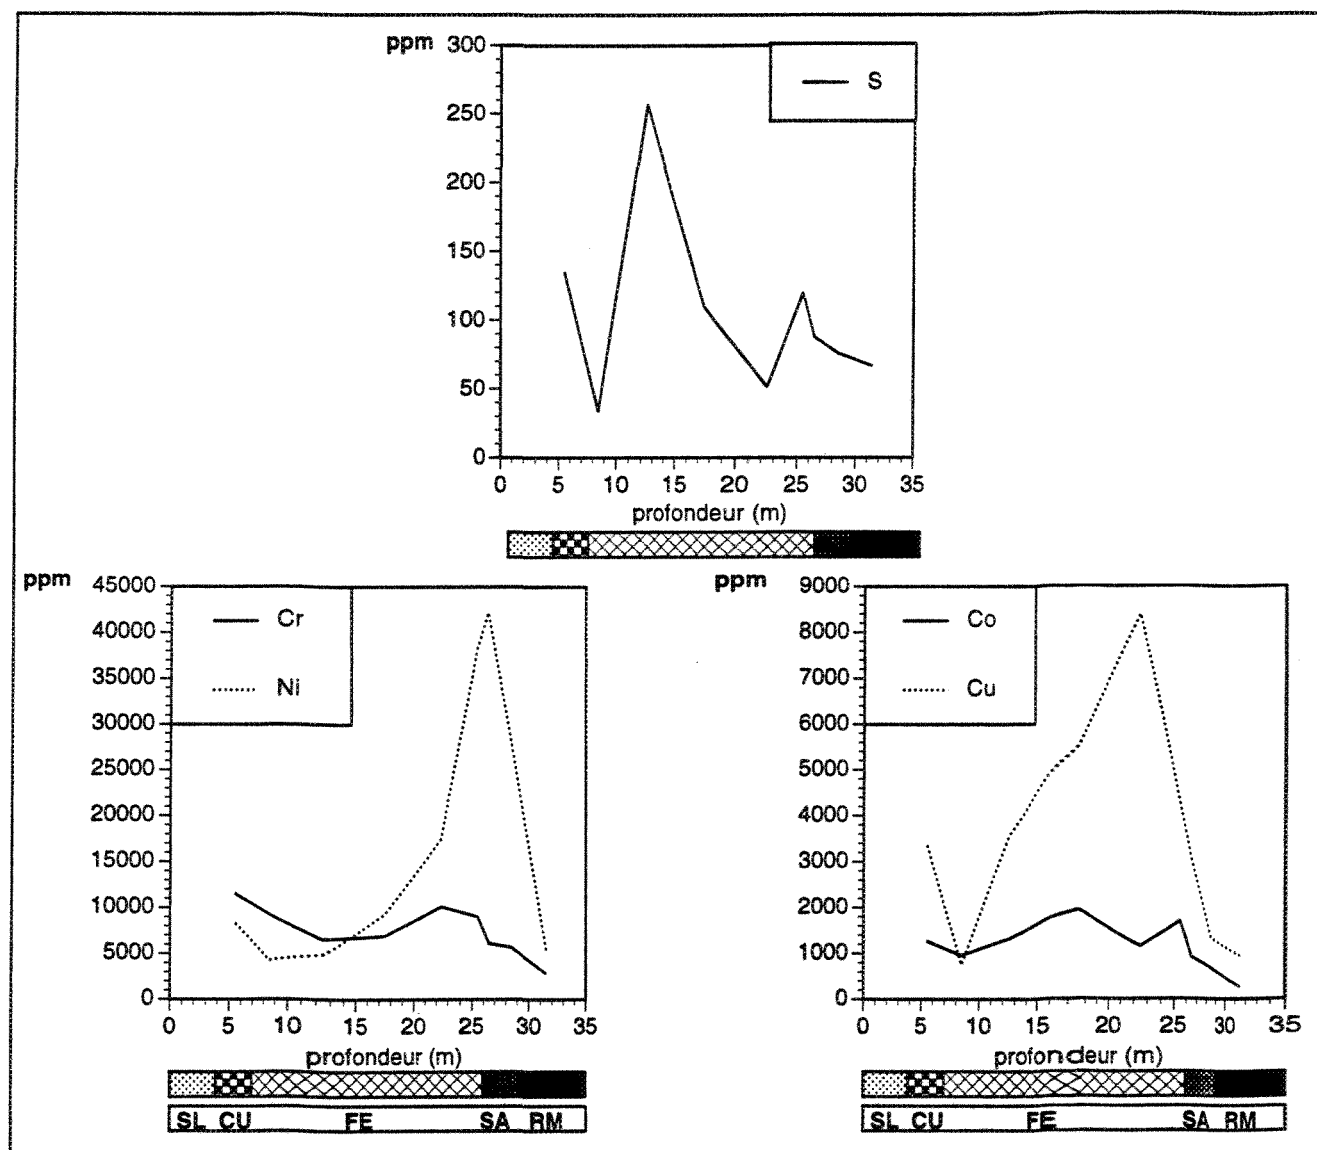 ppm
300
S
250
200
150
100
50
0
0 5 10 15 20 25 30 35
profondeur (m)
ppm
45000
Cr
40000
35000
Ni
30000
25000
20000
15000
10000
5000
0
0 5 10 15 20 25 30 35
profondeur (m)
SL CU FE SA RM
ppm
9000
Co
8000
7000
Cu
6000
5000
4000
3000
2000
1000
0
0 5 10 15 20 25 30 35
profondeur (m)
SL CU FE SA RM